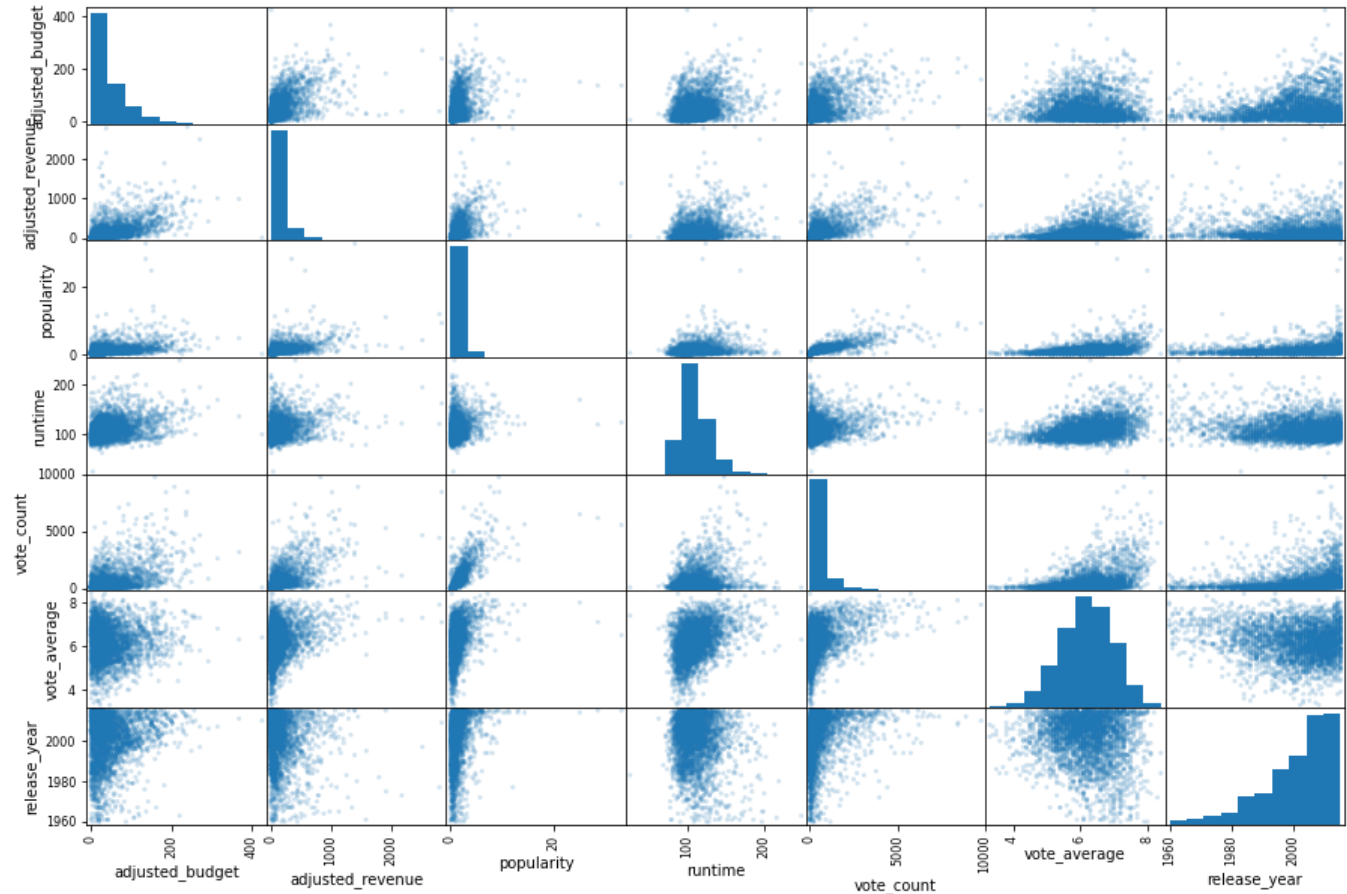 400
200
0
adjusted_budget
2000
1000
0
adjusted_revenue
20
0
popularity
200
100
runtime
10000
5000
0
vote_count
8
6
4
vote_average
2000
1980
1960
release_year
0 200 400
adjusted_budget
0 1000 2000
adjusted_revenue
0 20
popularity
100 200
runtime
0 5000 10000
vote_count
4 6 8
vote_average
1960 1980 2000
release_year